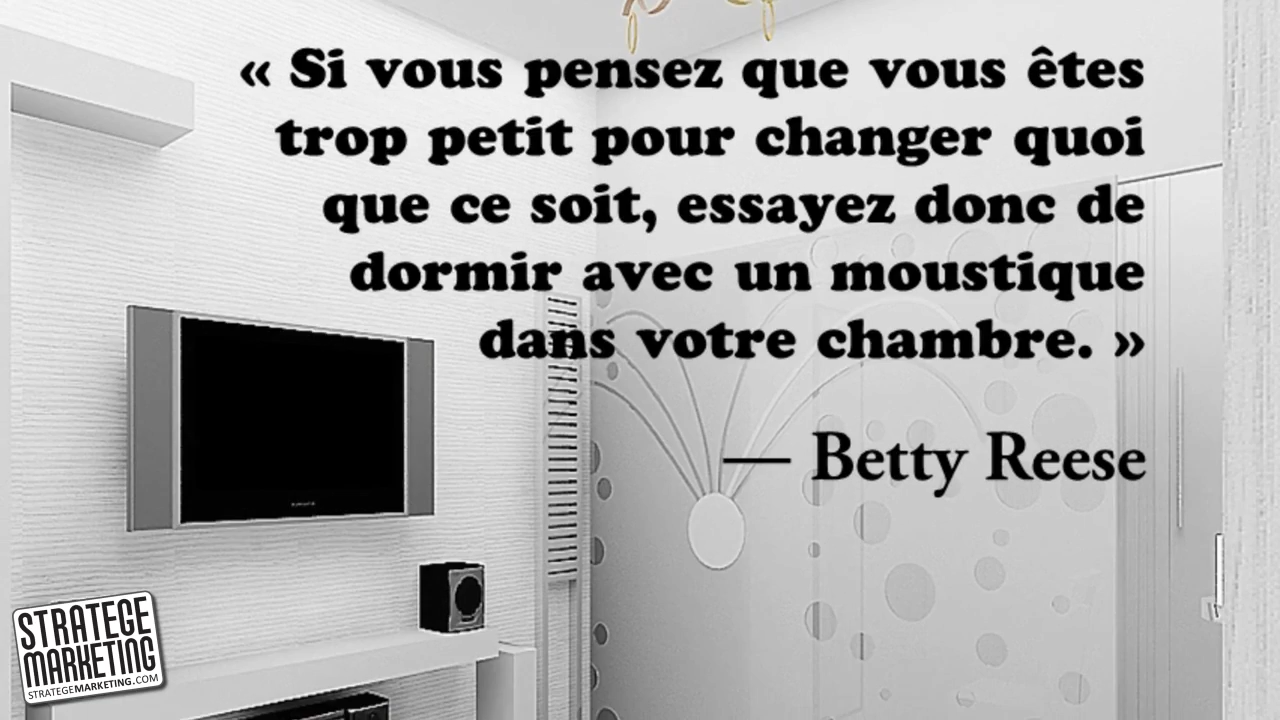 « Si vous pensez que vous êtes
trop petit pour changer quoi
que ce soit, essayez donc de
dormir avec un moustique
dans votre chambre. »
— Betty Reese
STRATEGE
MARKETING
STRATEGEMARKETING.COM